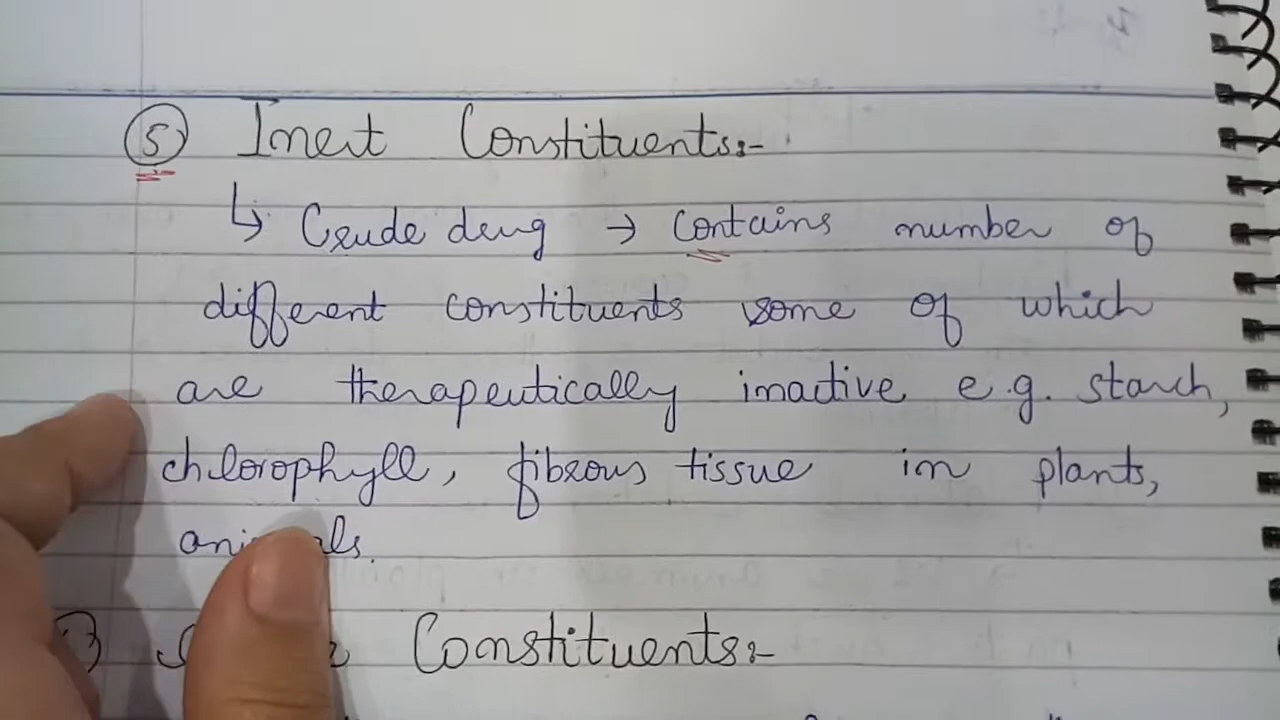 5 Inert Constituents:-
↳ Crude drug → contains number of
different constituents some of which
are therapeutically inactive e.g. starch,
chlorophyll, fibrous tissue in plants,
animals.
Constituents:-